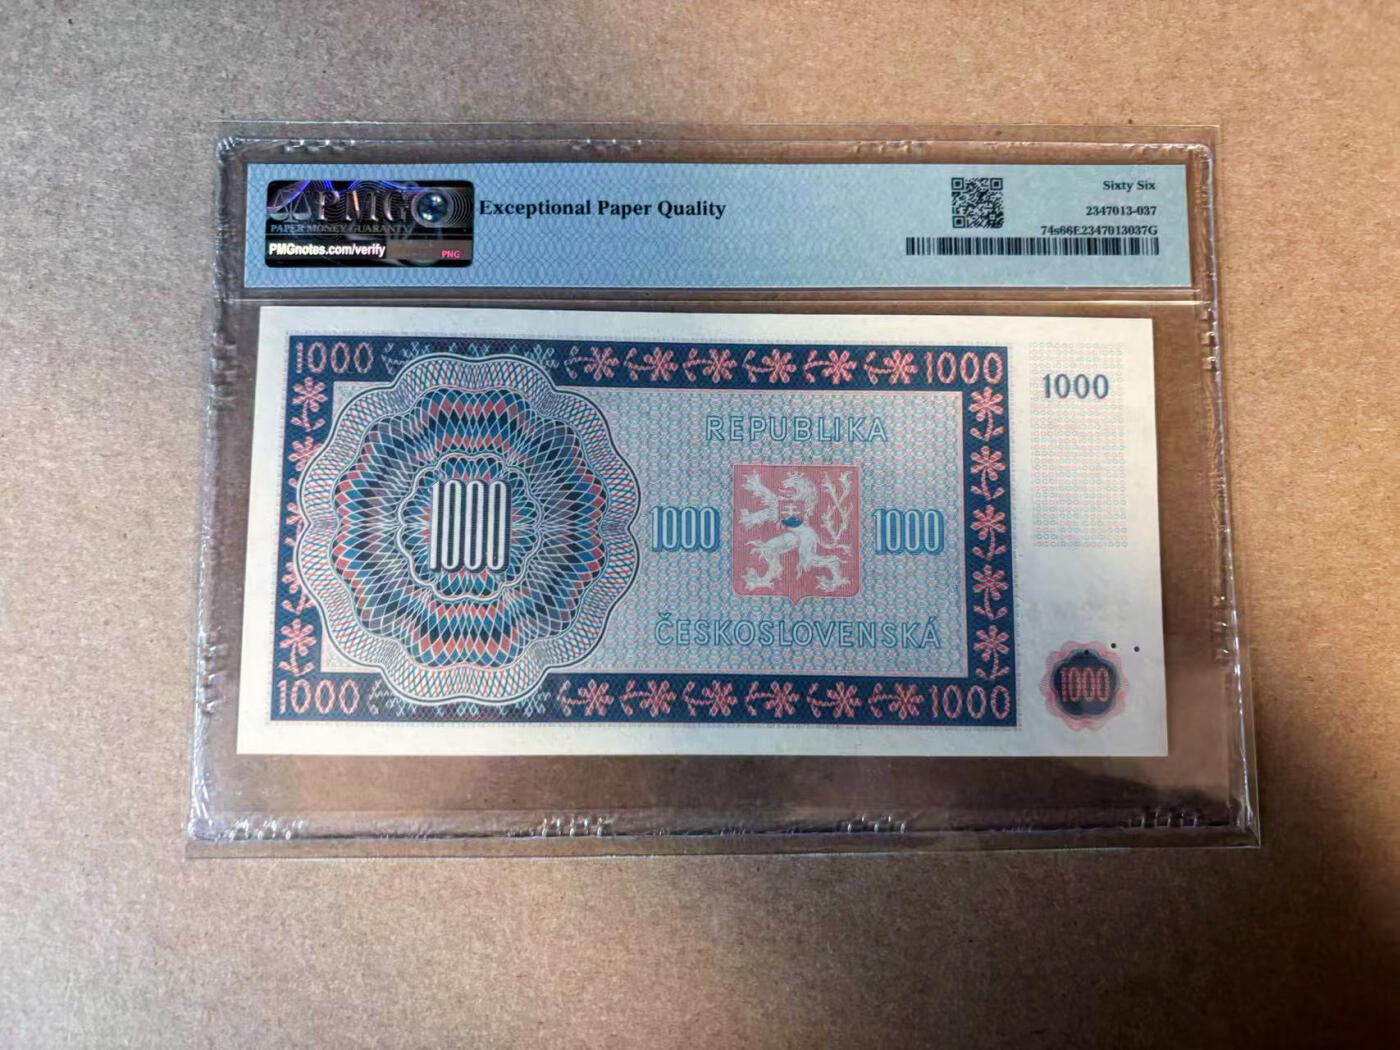 PMG
PAPER MONEY GUARANTY
PMGnotes.com/verify
PNG
Exceptional Paper Quality
Sixty Six
2347013-037
74s66E2347013037G
1000
1000
1000
REPUBLIKA
1000
1000
1000
ČESKOSLOVENSKÁ
1000
1000
1000